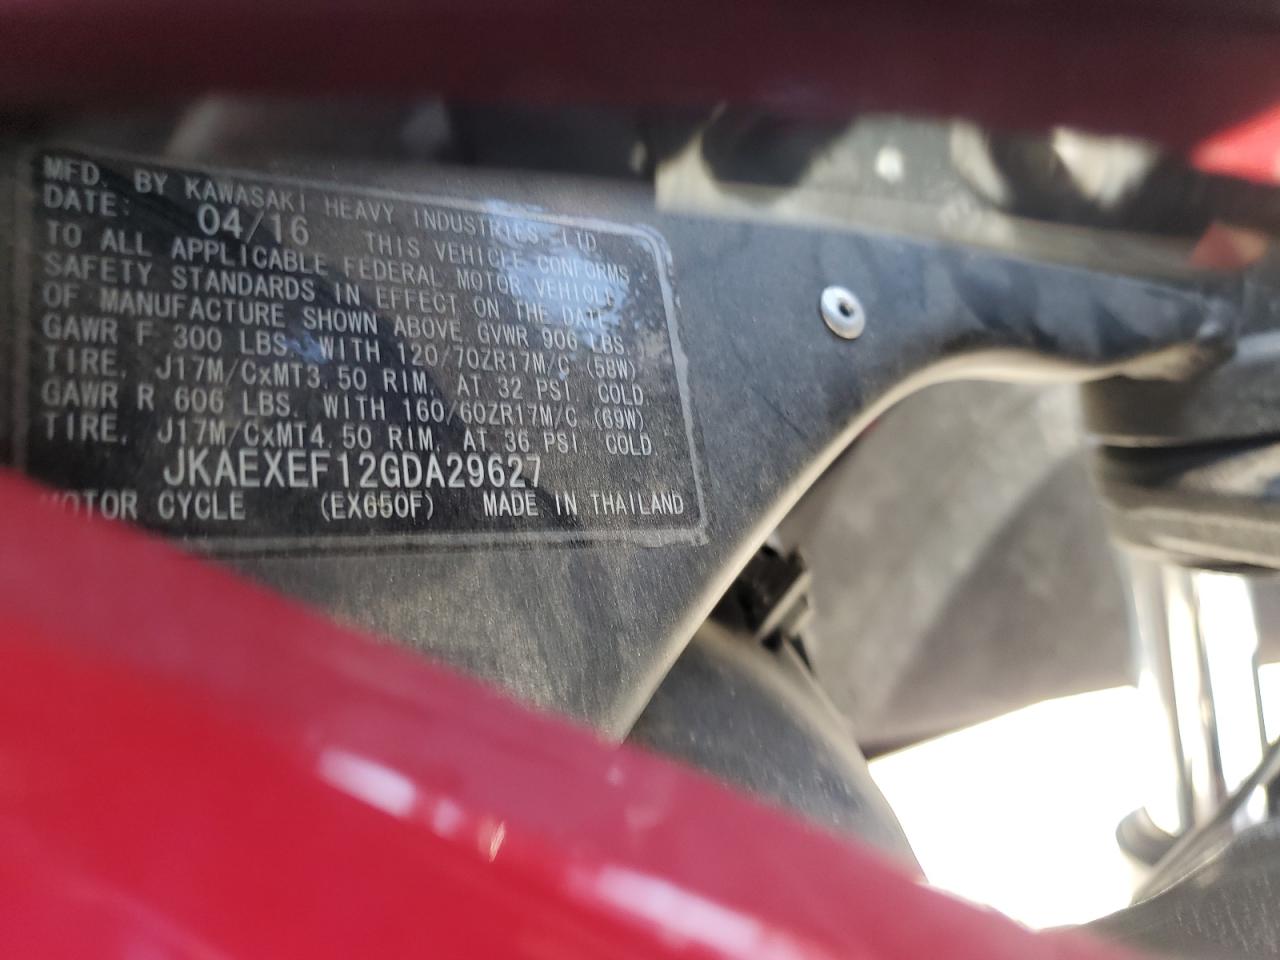 MFD. BY KAWASAKI HEAVY INDUSTRIES, LTD.
DATE: 04/16 THIS VEHICLE CONFORMS
TO ALL APPLICABLE FEDERAL MOTOR VEHICLE
SAFETY STANDARDS IN EFFECT ON THE DATE
OF MANUFACTURE SHOWN ABOVE. GVWR 906 LBS.
GAWR F 300 LBS. WITH 120/70ZR17M/C (58W)
TIRE, J17M/CxMT3.50 RIM, AT 32 PSI. COLD.
GAWR R 606 LBS. WITH 160/60ZR17M/C (69W)
TIRE, J17M/CxMT4.50 RIM, AT 36 PSI. COLD.
JKAEXEF12GDA29627
MOTOR CYCLE (EX650F) MADE IN THAILAND